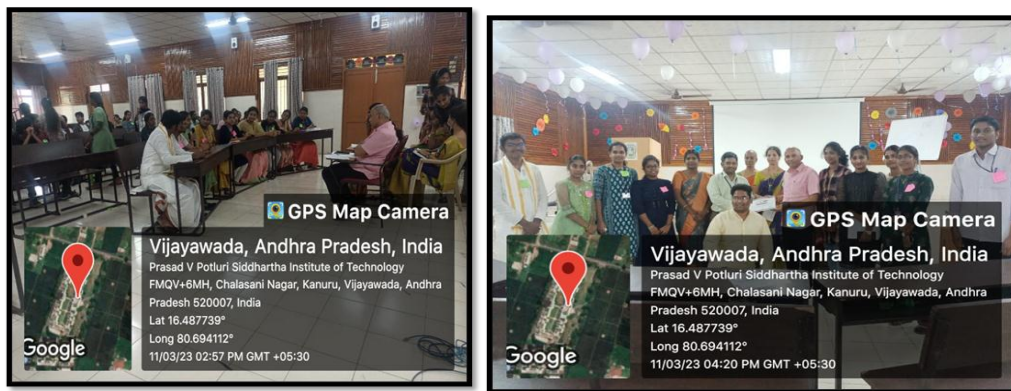 GPS Map Camera
Vijayawada, Andhra Pradesh, India
Prasad V Potluri Siddhartha Institute of Technology
FMQV+6MH, Chalasani Nagar, Kanuru, Vijayawada, Andhra
Pradesh 520007, India
Lat 16.487739°
Long 80.694112°
11/03/23 02:57 PM GMT +05:30
Google
GPS Map Camera
Vijayawada, Andhra Pradesh, India
Prasad V Potluri Siddhartha Institute of Technology
FMQV+6MH, Chalasani Nagar, Kanuru, Vijayawada, Andhra
Pradesh 520007, India
Lat 16.487739°
Long 80.694112°
11/03/23 04:20 PM GMT +05:30
Google